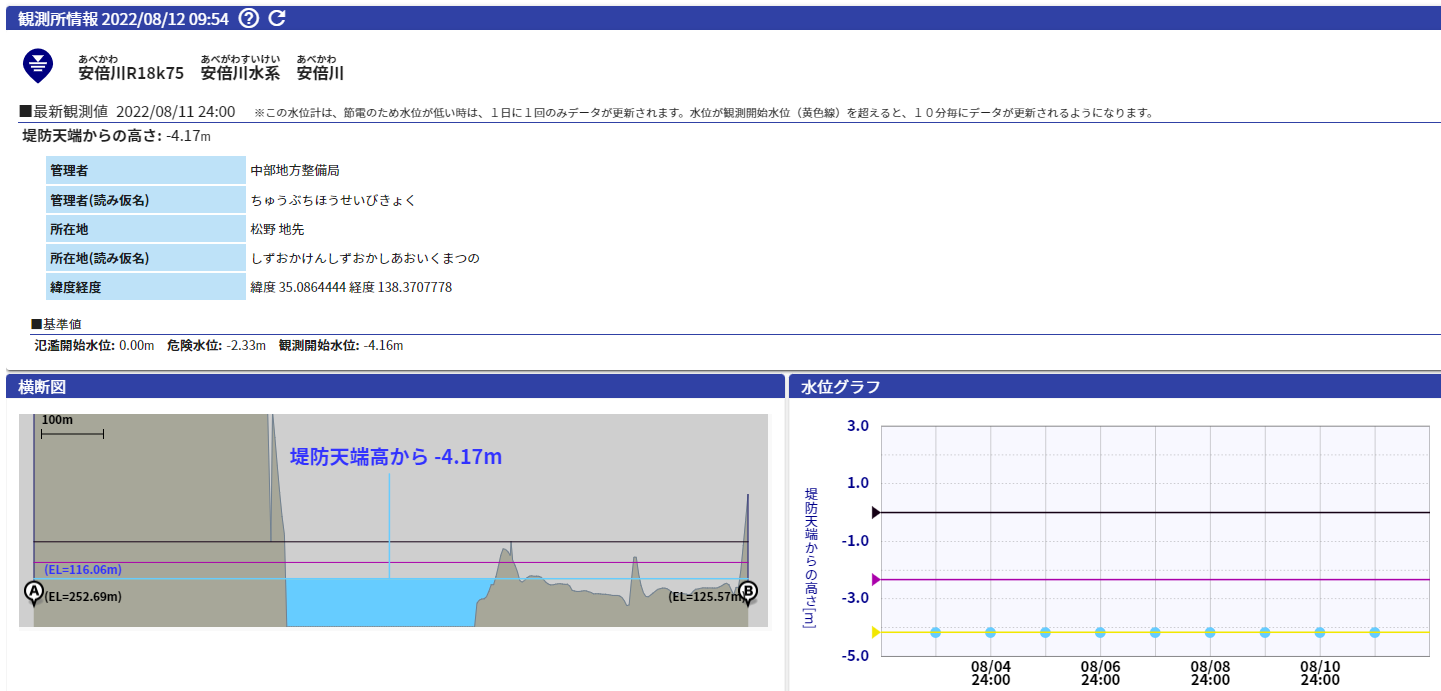 観測所情報 2022/08/12 09:54
あべかわ あべがわすいけい あべかわ
安倍川R18k75 安倍川水系 安倍川
■最新観測値 2022/08/11 24:00 ※この水位計は、節電のため水位が低い時は、１日に１回のみデータが更新されます。水位が観測開始水位（黄色線）を超えると、１０分毎にデータが更新されるようになります。
堤防天端からの高さ: -4.17m
管理者 中部地方整備局
管理者(読み仮名) ちゅうぶちほうせいびきょく
所在地 松野 地先
所在地(読み仮名) しずおかけんしずおかしあおいくまつの
緯度経度 緯度 35.0864444 経度 138.3707778
■基準値
氾濫開始水位: 0.00m 危険水位: -2.33m 観測開始水位: -4.16m
横断図
100m
堤防天端高から -4.17m
(EL=116.06m)
A
(EL=252.69m)
(EL=125.57m)
B
水位グラフ
堤防天端からの高さ[m]
3.0
1.0
-1.0
-3.0
-5.0
08/04 08/06 08/08 08/10
24:00 24:00 24:00 24:00